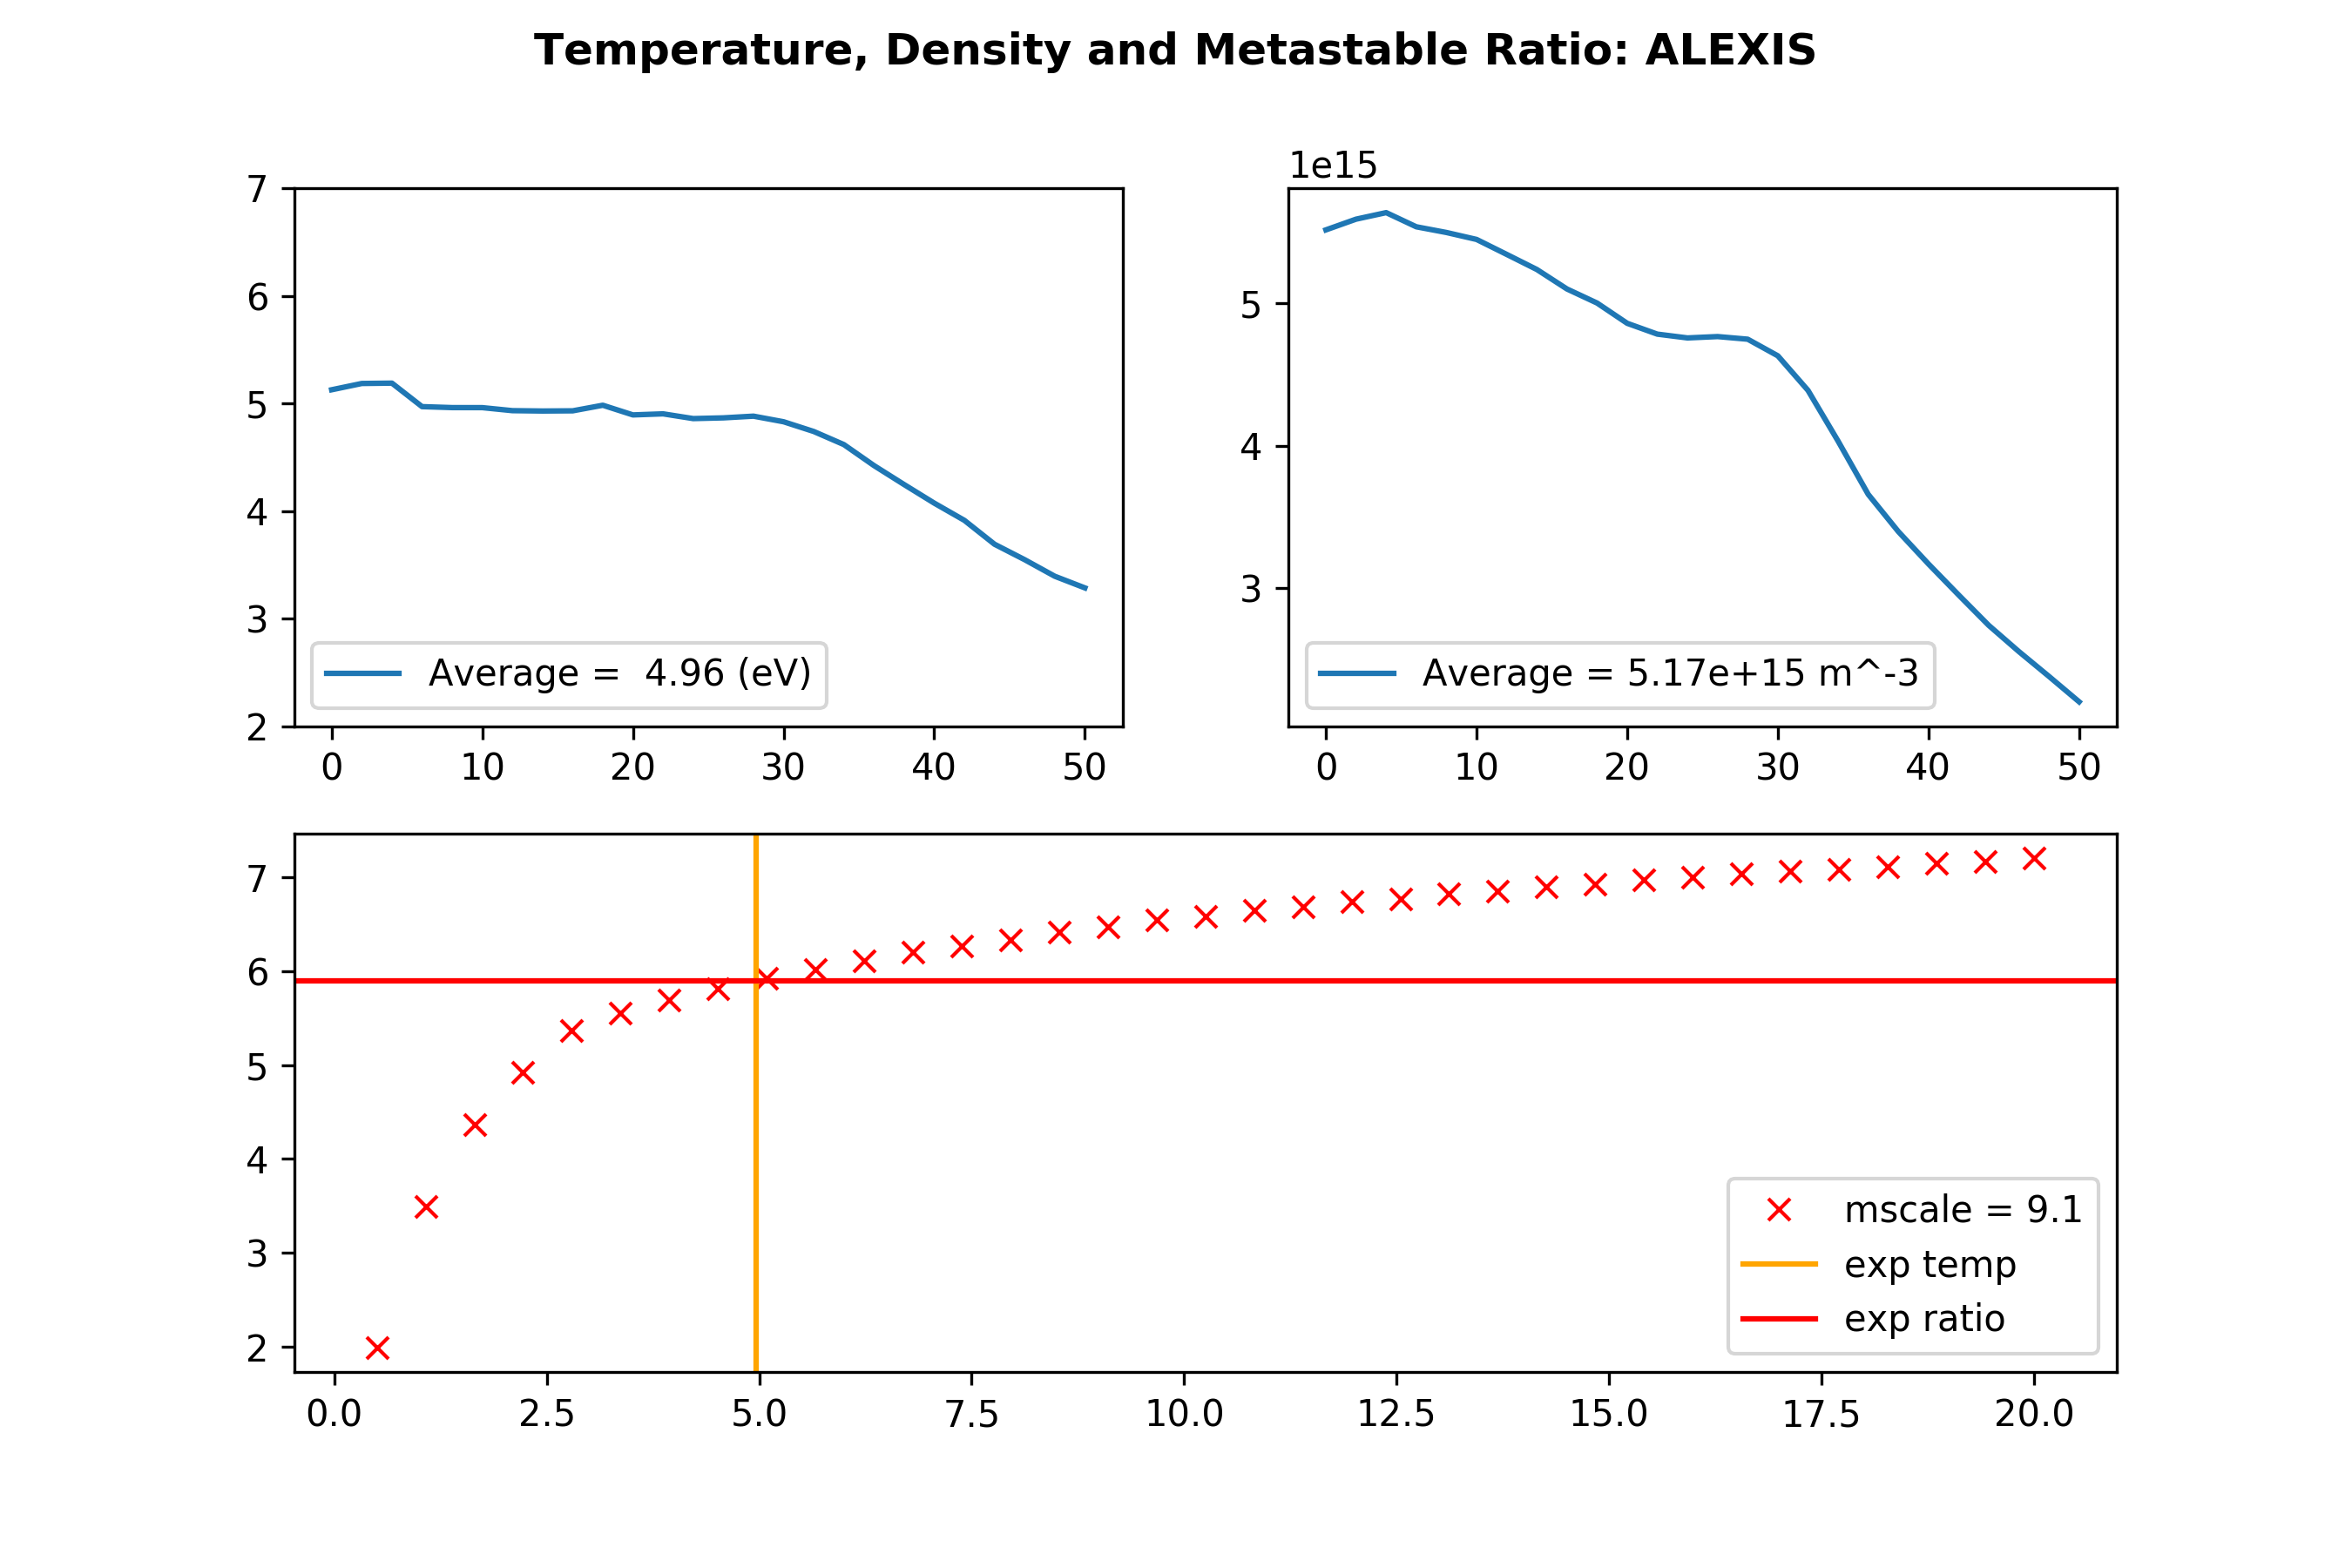 Temperature, Density and Metastable Ratio: ALEXIS
7
6
5
4
3
2
0 10 20 30 40 50
Average =  4.96 (eV)
1e15
5
4
3
0 10 20 30 40 50
Average = 5.17e+15 m^-3
7
6
5
4
3
2
0.0 2.5 5.0 7.5 10.0 12.5 15.0 17.5 20.0
mscale = 9.1
exp temp
exp ratio